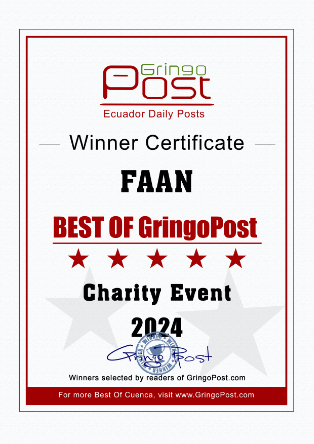 Gringo
Post
Ecuador Daily Posts
Winner Certificate
FAAN
BEST OF GringoPost
Charity Event
2024
Gringo Post
Winners selected by readers of GringoPost.com
For more Best Of Cuenca, visit www.GringoPost.com